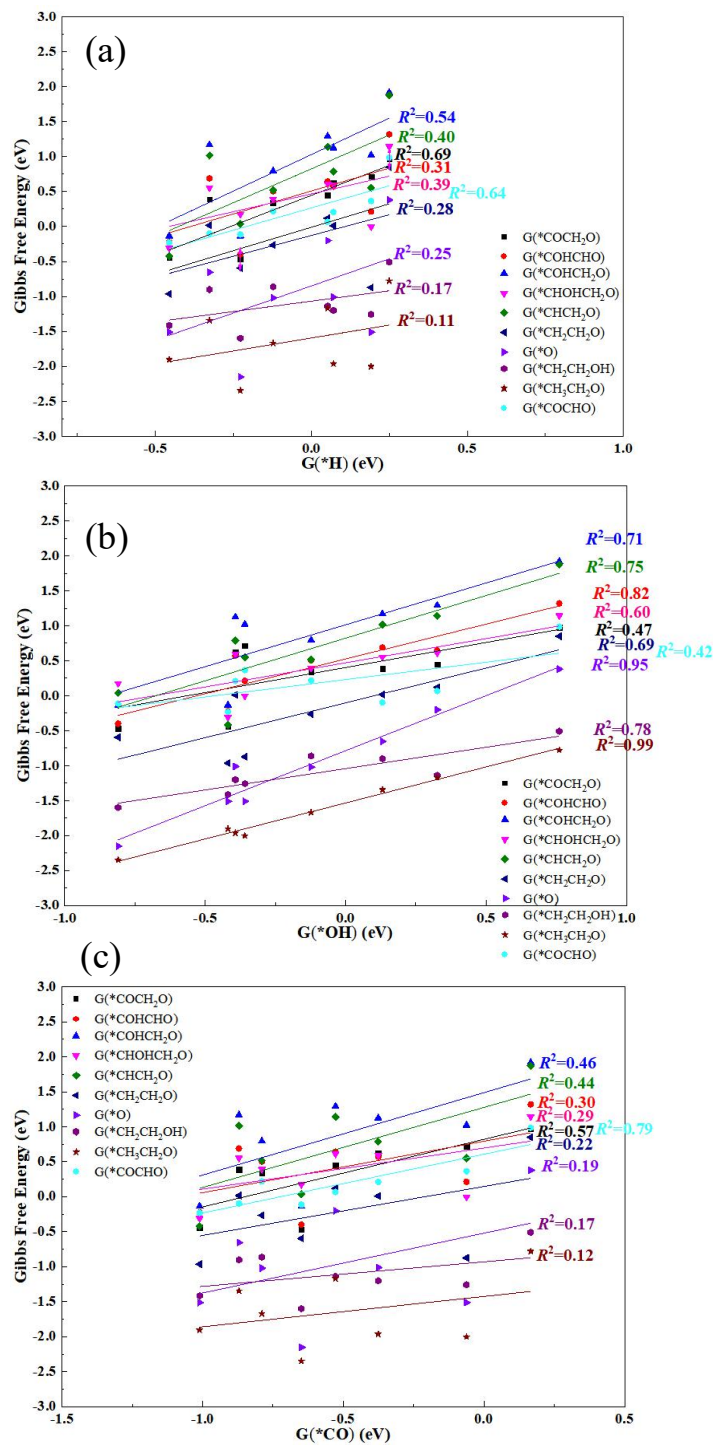 (a)
3.0
2.5
2.0
1.5
1.0
0.5
0.0
-0.5
-1.0
-1.5
-2.0
-2.5
-3.0
Gibbs Free Energy (eV)
R²=0.54
R²=0.40
R²=0.69
R²=0.31
R²=0.39
R²=0.64
R²=0.28
R²=0.25
R²=0.17
R²=0.11
G(*COCH₂O)
G(*COHCHO)
G(*COHCH₂O)
G(*CHOHCH₂O)
G(*CHCH₂O)
G(*CH₂CH₂O)
G(*O)
G(*CH₂CH₂OH)
G(*CH₃CH₂O)
G(*COCHO)
-0.5 0.0 0.5 1.0
G(*H) (eV)
(b)
3.0
2.5
2.0
1.5
1.0
0.5
0.0
-0.5
-1.0
-1.5
-2.0
-2.5
-3.0
Gibbs Free Energy (eV)
R²=0.71
R²=0.75
R²=0.82
R²=0.60
R²=0.47
R²=0.69
R²=0.42
R²=0.95
R²=0.78
R²=0.99
G(*COCH₂O)
G(*COHCHO)
G(*COHCH₂O)
G(*CHOHCH₂O)
G(*CHCH₂O)
G(*CH₂CH₂O)
G(*O)
G(*CH₂CH₂OH)
G(*CH₃CH₂O)
G(*COCHO)
-1.0 -0.5 0.0 0.5 1.0
G(*OH) (eV)
(c)
3.0
2.5
2.0
1.5
1.0
0.5
0.0
-0.5
-1.0
-1.5
-2.0
-2.5
-3.0
Gibbs Free Energy (eV)
G(*COCH₂O)
G(*COHCHO)
G(*COHCH₂O)
G(*CHOHCH₂O)
G(*CHCH₂O)
G(*CH₂CH₂O)
G(*O)
G(*CH₂CH₂OH)
G(*CH₃CH₂O)
G(*COCHO)
R²=0.46
R²=0.44
R²=0.30
R²=0.29
R²=0.79
R²=0.57
R²=0.22
R²=0.19
R²=0.17
R²=0.12
-1.5 -1.0 -0.5 0.0 0.5
G(*CO) (eV)